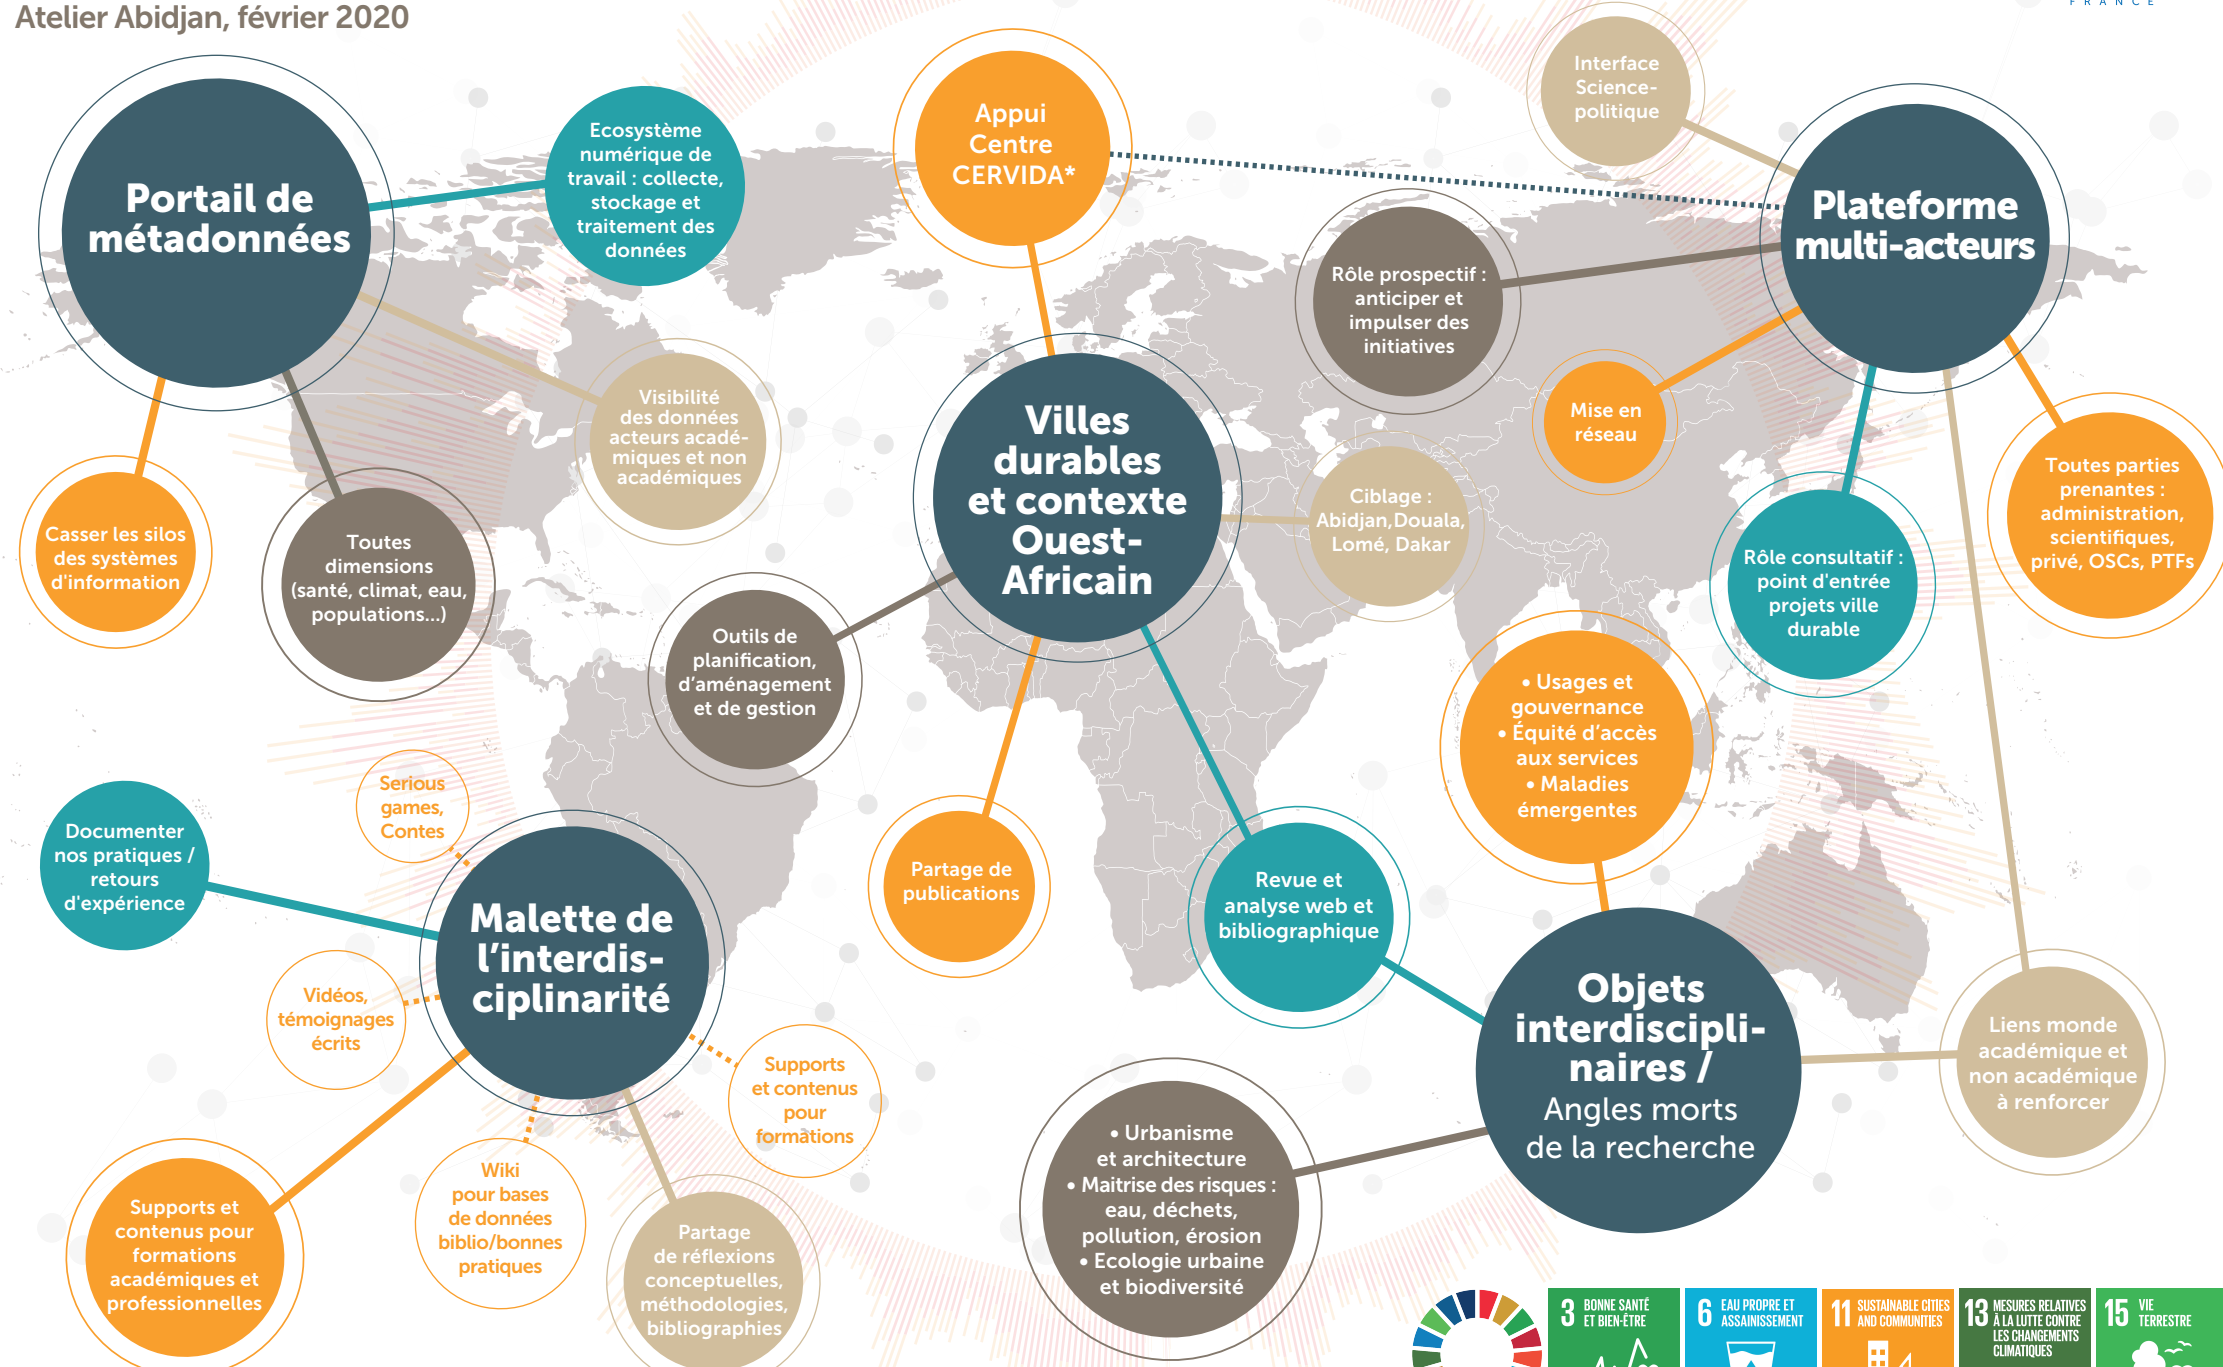 Atelier Abidjan, février 2020
FRANCE
Portail de
métadonnées
Ecosystème
numérique de
travail : collecte,
stockage et
traitement des
données
Appui
Centre
CERVIDA*
Interface
Science-
politique
Plateforme
multi-acteurs
Rôle prospectif :
anticiper et
impulser des
initiatives
Visibilité
des données
acteurs acadé-
miques et non
académiques
Villes
durables
et contexte
Ouest-
Africain
Mise en
réseau
Ciblage :
Abidjan,Douala,
Lomé, Dakar
Toutes parties
prenantes :
administration,
scientifiques,
privé, OSCs, PTFs
Casser les silos
des systèmes
d'information
Toutes
dimensions
(santé, climat, eau,
populations...)
Rôle consultatif :
point d'entrée
projets ville
durable
Outils de
planification,
d’aménagement
et de gestion
• Usages et
gouvernance
• Équité d’accès
aux services
• Maladies
émergentes
Serious
games,
Contes
Documenter
nos pratiques /
retours
d'expérience
Partage de
publications
Revue et
analyse web et
bibliographique
Malette de
l’interdis-
ciplinarité
Vidéos,
témoignages
écrits
Objets
interdiscipli-
naires /
Angles morts
de la recherche
Liens monde
académique et
non académique
à renforcer
Supports
et contenus
pour
formations
• Urbanisme
et architecture
• Maitrise des risques :
eau, déchets,
pollution, érosion
• Ecologie urbaine
et biodiversité
Wiki
pour bases
de données
biblio/bonnes
pratiques
Supports et
contenus pour
formations
académiques et
professionnelles
Partage
de réflexions
conceptuelles,
méthodologies,
bibliographies
3 BONNE SANTÉ
ET BIEN-ÊTRE
6 EAU PROPRE ET
ASSAINISSEMENT
11 SUSTAINABLE CITIES
AND COMMUNITIES
13 MESURES RELATIVES
À LA LUTTE CONTRE
LES CHANGEMENTS
CLIMATIQUES
15 VIE
TERRESTRE